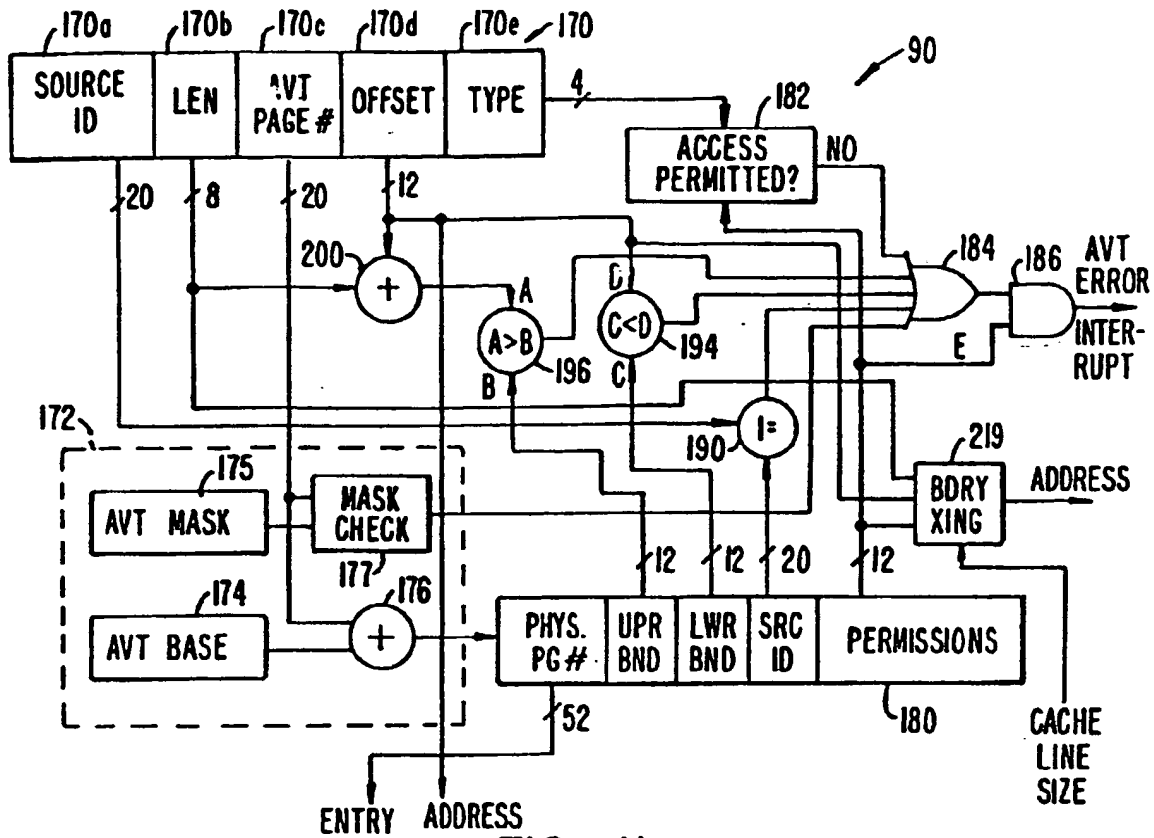 170a 170b 170c 170d 170e 170
90
SOURCE ID
LEN
AVT PAGE #
OFFSET
TYPE
4
182
ACCESS PERMITTED?
NO
20
8
20
12
200
+
A
A>B
B
196
D
C<D
C
194
184
186
AVT ERROR
INTER-
RUPT
E
190
!=
172
175
AVT MASK
MASK CHECK
177
174
AVT BASE
176
+
219
BDRY XING
ADDRESS
12
12
20
12
PHYS. PG#
UPR BND
LWR BND
SRC ID
PERMISSIONS
180
52
CACHE LINE SIZE
ENTRY
ADDRESS